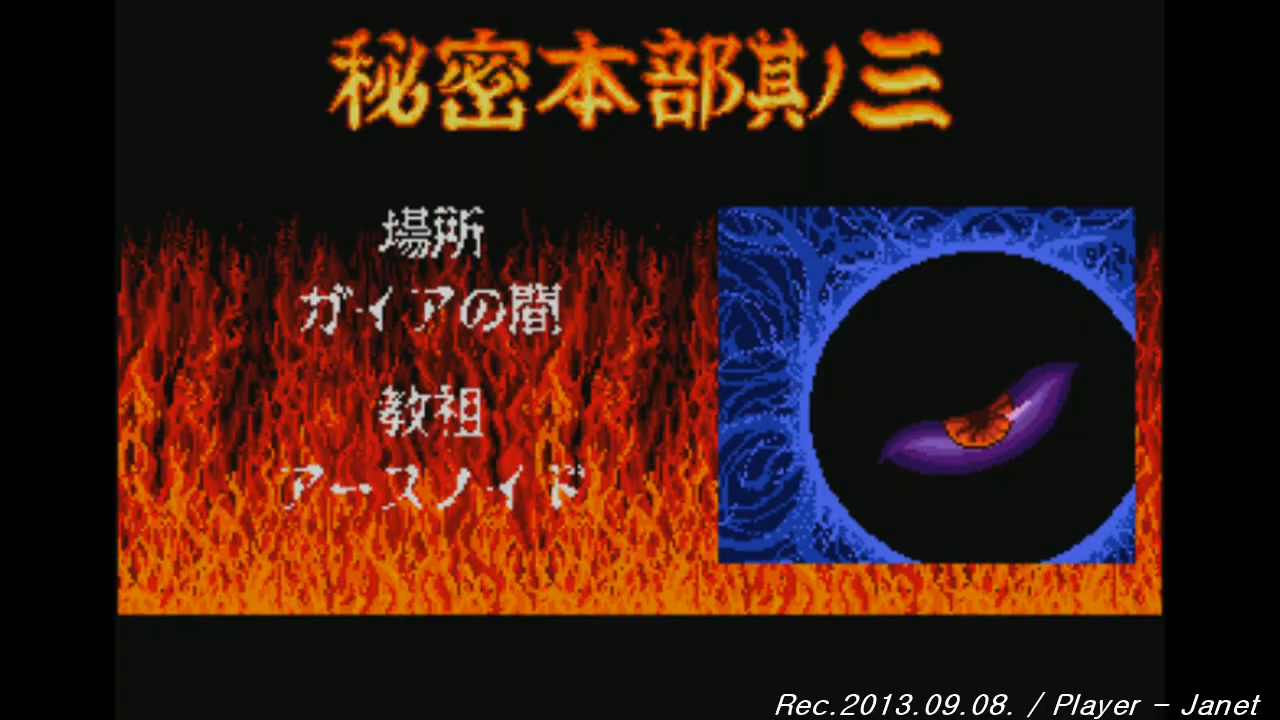 秘密本部其ノ三
場所
ガイアの間
教祖
アースノイド
Rec.2013.09.08. / Player - Janet